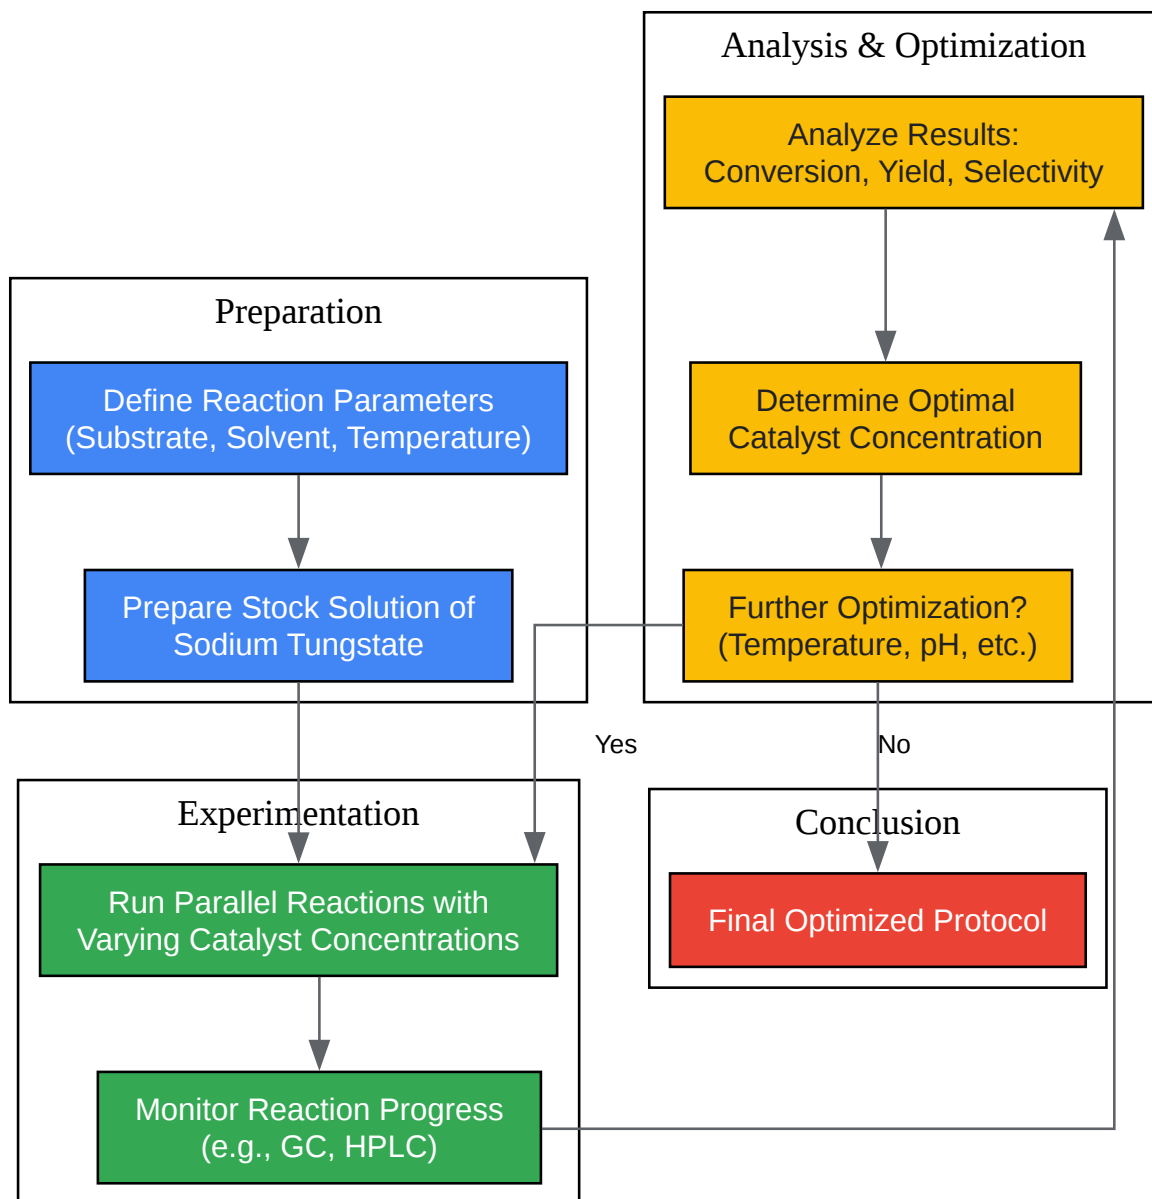 Preparation
Define Reaction Parameters
(Substrate, Solvent, Temperature)
Prepare Stock Solution of
Sodium Tungstate
Experimentation
Run Parallel Reactions with
Varying Catalyst Concentrations
Monitor Reaction Progress
(e.g., GC, HPLC)
Analysis & Optimization
Analyze Results:
Conversion, Yield, Selectivity
Determine Optimal
Catalyst Concentration
Further Optimization?
(Temperature, pH, etc.)
Yes
No
Conclusion
Final Optimized Protocol